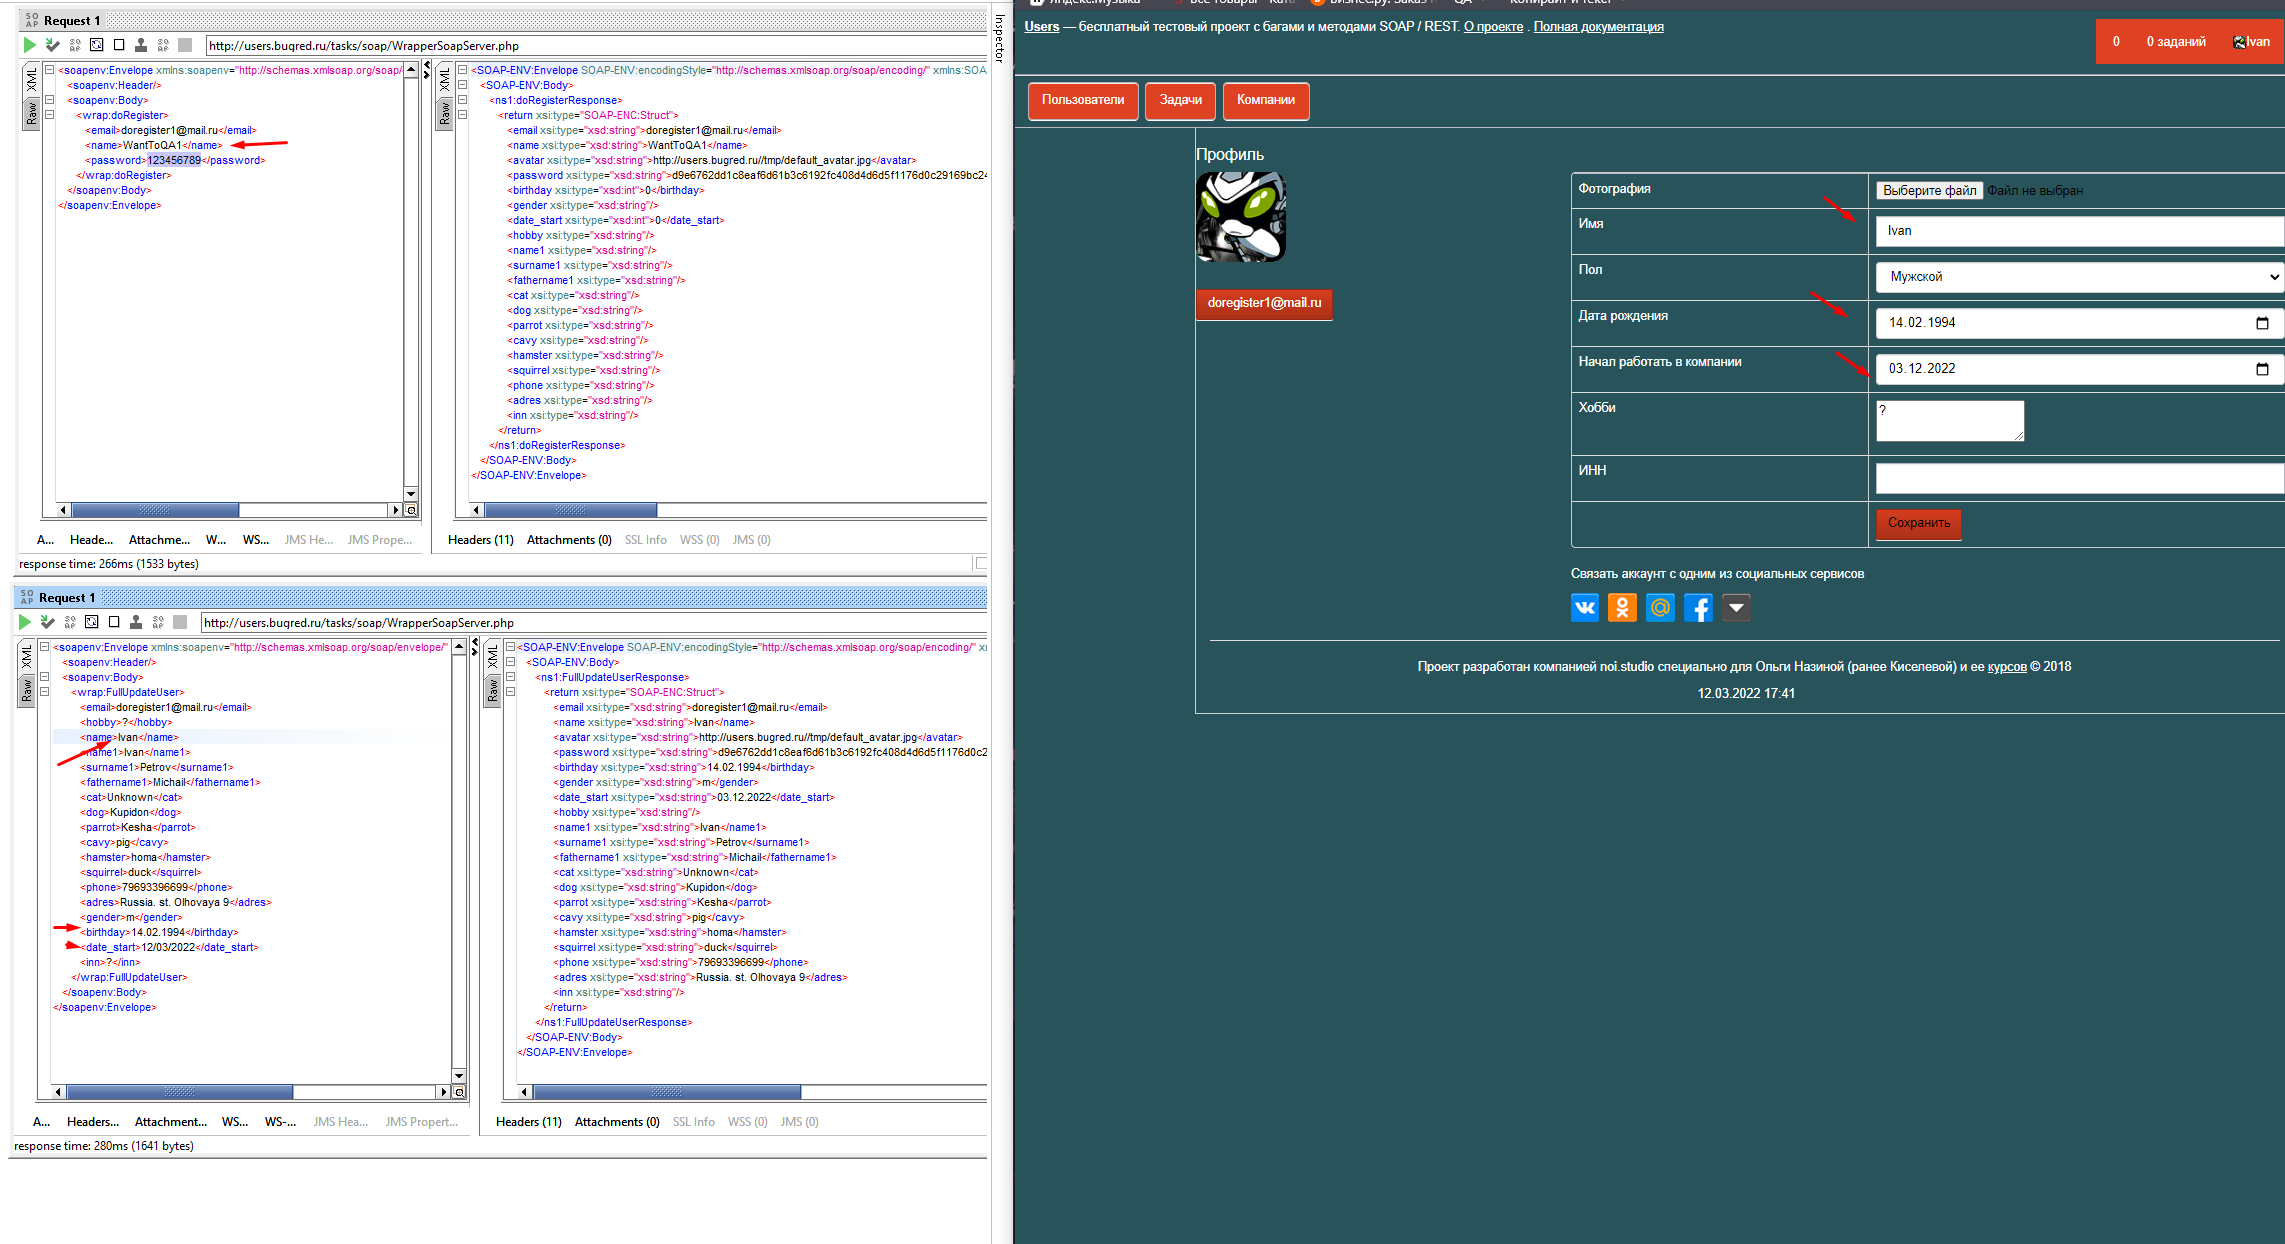 Request 1
http://users.bugred.ru/tasks/soap/WrapperSoapServer.php
XML
Raw
<soapenv:Envelope xmlns:soapenv="http://schemas.xmlsoap.org/soap/
<soapenv:Header/>
<soapenv:Body>
<wrap:doRegister>
<email>doregister1@mail.ru</email>
<name>WantToQA1</name>
<password>123456789</password>
</wrap:doRegister>
</soapenv:Body>
</soapenv:Envelope>
XML
Raw
<SOAP-ENV:Envelope SOAP-ENV:encodingStyle="http://schemas.xmlsoap.org/soap/encoding/" xmlns:SOA
<SOAP-ENV:Body>
<ns1:doRegisterResponse>
<return xsi:type="SOAP-ENC:Struct">
<email xsi:type="xsd:string">doregister1@mail.ru</email>
<name xsi:type="xsd:string">WantToQA1</name>
<avatar xsi:type="xsd:string">http://users.bugred.ru//tmp/default_avatar.jpg</avatar>
<password xsi:type="xsd:string">d9e6762dd1c8eaf6d61b3c6192fc408d4d6d5f1176d0c29169bc24
<birthday xsi:type="xsd:int">0</birthday>
<gender xsi:type="xsd:string"/>
<date_start xsi:type="xsd:int">0</date_start>
<hobby xsi:type="xsd:string"/>
<name1 xsi:type="xsd:string"/>
<surname1 xsi:type="xsd:string"/>
<fathername1 xsi:type="xsd:string"/>
<cat xsi:type="xsd:string"/>
<dog xsi:type="xsd:string"/>
<parrot xsi:type="xsd:string"/>
<cavy xsi:type="xsd:string"/>
<hamster xsi:type="xsd:string"/>
<squirrel xsi:type="xsd:string"/>
<phone xsi:type="xsd:string"/>
<adres xsi:type="xsd:string"/>
<inn xsi:type="xsd:string"/>
</return>
</ns1:doRegisterResponse>
</SOAP-ENV:Body>
</SOAP-ENV:Envelope>
A... Heade... Attachme... W... WS... JMS He... JMS Prope...
Headers (11) Attachments (0) SSL Info WSS (0) JMS (0)
response time: 266ms (1533 bytes)
Inspector
Request 1
http://users.bugred.ru/tasks/soap/WrapperSoapServer.php
XML
Raw
<soapenv:Envelope xmlns:soapenv="http://schemas.xmlsoap.org/soap/envelope/"
<soapenv:Header/>
<soapenv:Body>
<wrap:FullUpdateUser>
<email>doregister1@mail.ru</email>
<hobby>?</hobby>
<name>Ivan</name>
<name1>Ivan</name1>
<surname1>Petrov</surname1>
<fathername1>Michail</fathername1>
<cat>Unknown</cat>
<dog>Kupidon</dog>
<parrot>Kesha</parrot>
<cavy>pig</cavy>
<hamster>homa</hamster>
<squirrel>duck</squirrel>
<phone>79693396699</phone>
<adres>Russia. st. Olhovaya 9</adres>
<gender>m</gender>
<birthday>14.02.1994</birthday>
<date_start>12/03/2022</date_start>
<inn>?</inn>
</wrap:FullUpdateUser>
</soapenv:Body>
</soapenv:Envelope>
XML
Raw
<SOAP-ENV:Envelope SOAP-ENV:encodingStyle="http://schemas.xmlsoap.org/soap/encoding/" x
<SOAP-ENV:Body>
<ns1:FullUpdateUserResponse>
<return xsi:type="SOAP-ENC:Struct">
<email xsi:type="xsd:string">doregister1@mail.ru</email>
<name xsi:type="xsd:string">Ivan</name>
<avatar xsi:type="xsd:string">http://users.bugred.ru//tmp/default_avatar.jpg</avatar>
<password xsi:type="xsd:string">d9e6762dd1c8eaf6d61b3c6192fc408d4d6d5f1176d0c2
<birthday xsi:type="xsd:string">14.02.1994</birthday>
<gender xsi:type="xsd:string">m</gender>
<date_start xsi:type="xsd:string">03.12.2022</date_start>
<hobby xsi:type="xsd:string"/>
<name1 xsi:type="xsd:string">Ivan</name1>
<surname1 xsi:type="xsd:string">Petrov</surname1>
<fathername1 xsi:type="xsd:string">Michail</fathername1>
<cat xsi:type="xsd:string">Unknown</cat>
<dog xsi:type="xsd:string">Kupidon</dog>
<parrot xsi:type="xsd:string">Kesha</parrot>
<cavy xsi:type="xsd:string">pig</cavy>
<hamster xsi:type="xsd:string">homa</hamster>
<squirrel xsi:type="xsd:string">duck</squirrel>
<phone xsi:type="xsd:string">79693396699</phone>
<adres xsi:type="xsd:string">Russia. st. Olhovaya 9</adres>
<inn xsi:type="xsd:string"/>
</return>
</ns1:FullUpdateUserResponse>
</SOAP-ENV:Body>
</SOAP-ENV:Envelope>
A... Headers... Attachment... WS... WS-... JMS Hea... JMS Propert...
Headers (11) Attachments (0) SSL Info WSS (0) JMS (0)
response time: 280ms (1641 bytes)
Users — бесплатный тестовый проект с багами и методами SOAP / REST. О проекте . Полная документация
0 0 заданий Ivan
Пользователи Задачи Компании
Профиль
doregister1@mail.ru
Фотография Выберите файл Файл не выбран
Имя Ivan
Пол Мужской
Дата рождения 14.02.1994
Начал работать в компании 03.12.2022
Хобби ?
ИНН
Сохранить
Связать аккаунт с одним из социальных сервисов
Проект разработан компанией noi.studio специально для Ольги Назиной (ранее Киселевой) и ее курсов © 2018
12.03.2022 17:41